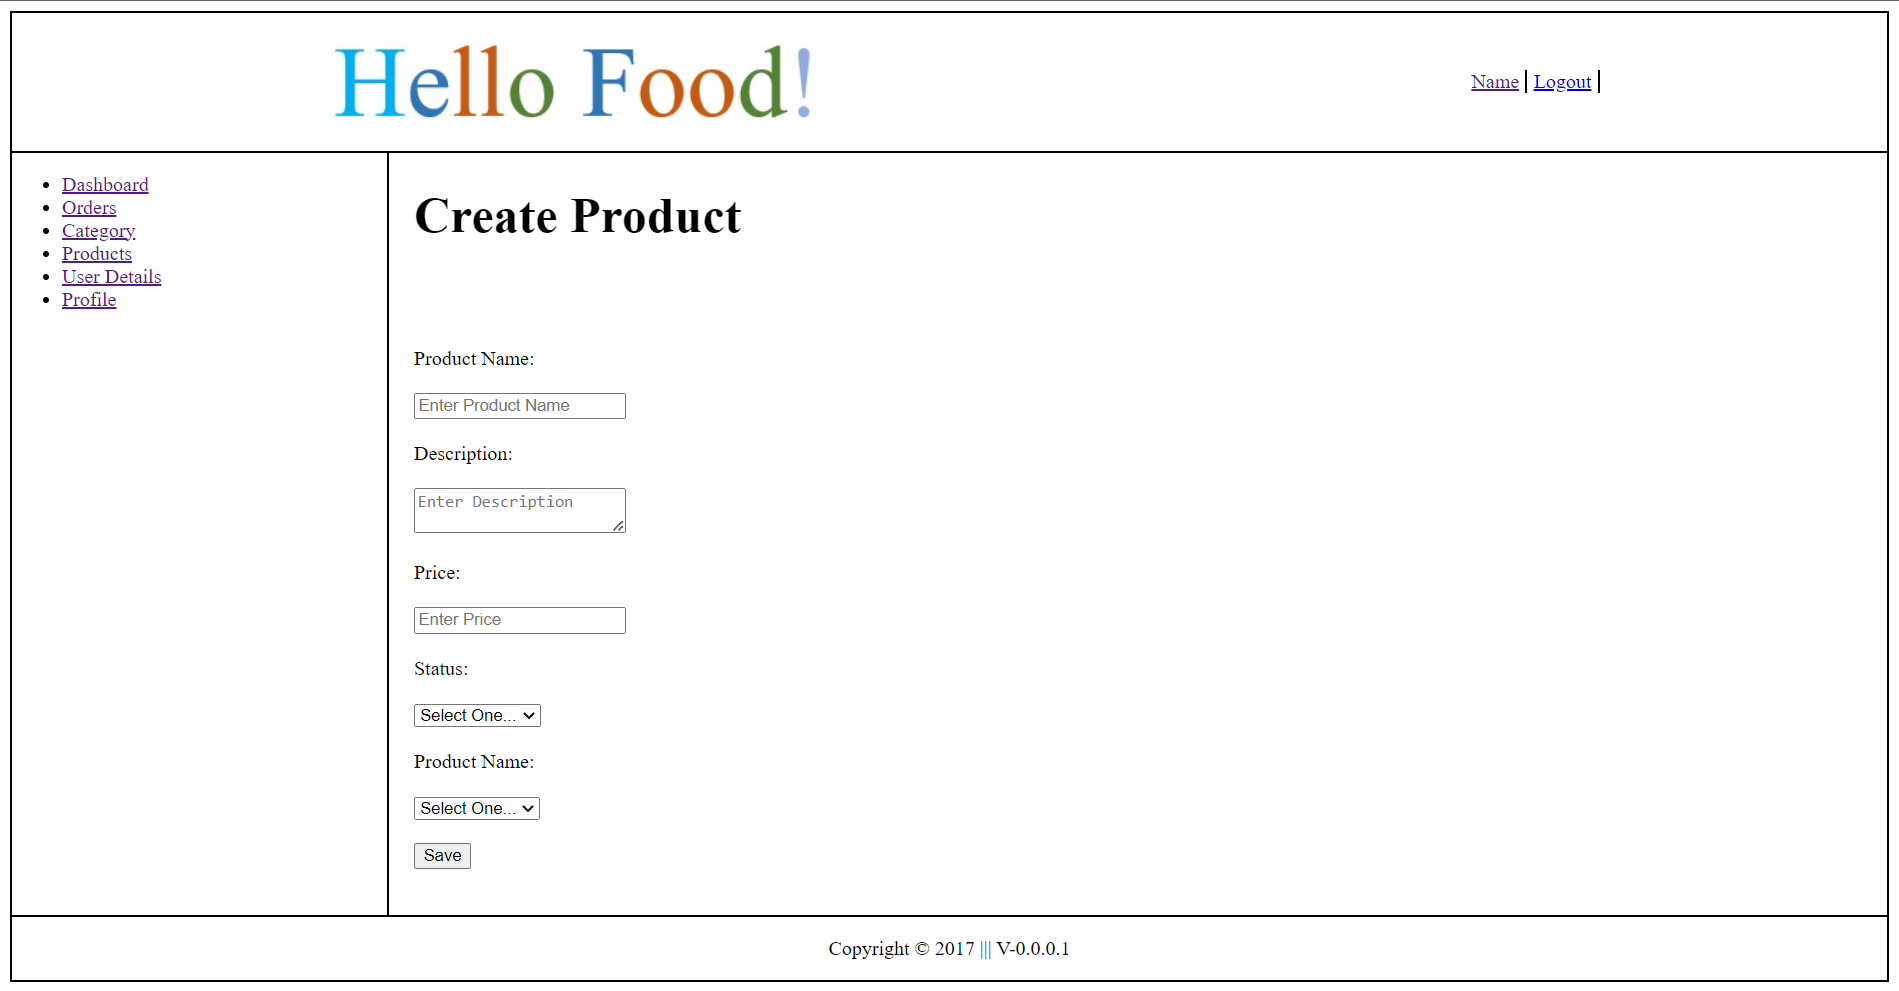 Hello Food!
Name | Logout |
Dashboard
Orders
Category
Products
User Details
Profile
Create Product
Product Name:
Enter Product Name
Description:
Enter Description
Price:
Enter Price
Status:
Select One...
Product Name:
Select One...
Save
Copyright © 2017 ||| V-0.0.0.1